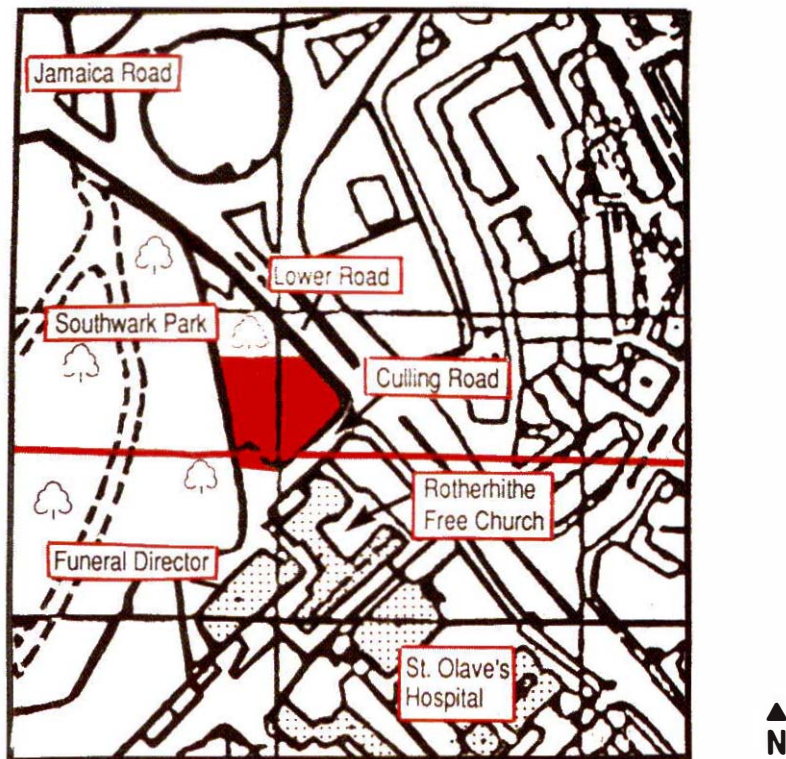 Jamaica Road
Lower Road
Southwark Park
Culling Road
Rotherhithe
Free Church
Funeral Director
St. Olave's
Hospital
N